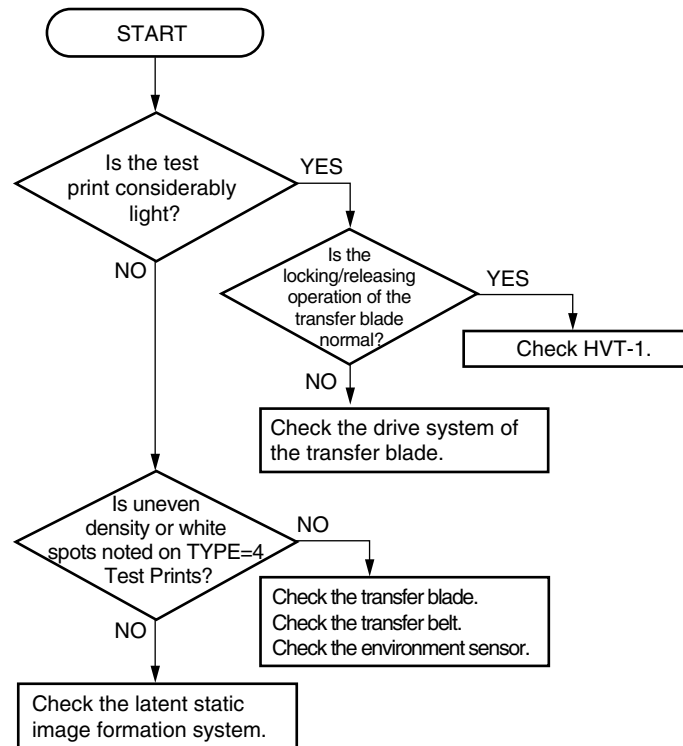 START
Is the test
print considerably
light?
YES
NO
Is the
locking/releasing
operation of the
transfer blade
normal?
YES
Check HVT-1.
NO
Check the drive system of
the transfer blade.
Is uneven
density or white
spots noted on TYPE=4
Test Prints?
NO
Check the transfer blade.
Check the transfer belt.
Check the environment sensor.
NO
Check the latent static
image formation system.